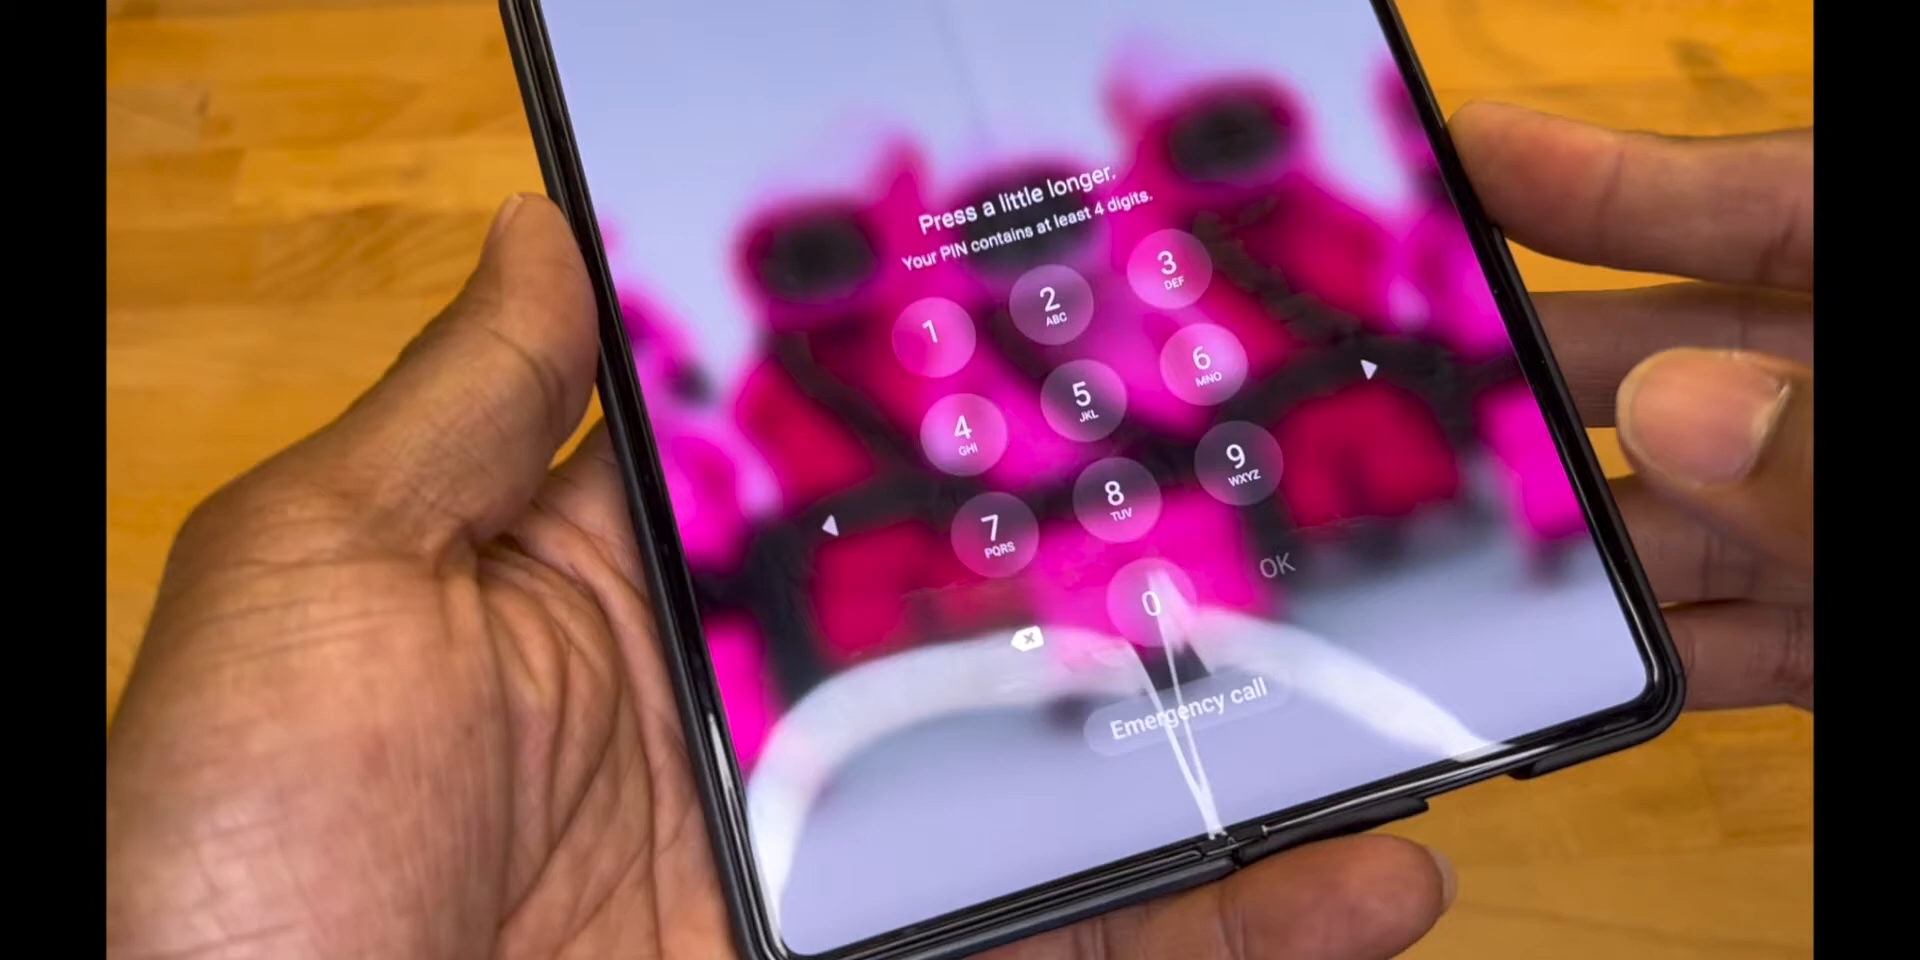 Press a little longer.
Your PIN contains at least 4 digits.
1
2
ABC
3
DEF
4
GHI
5
JKL
6
MNO
7
PQRS
8
TUV
9
WXYZ
0
OK
Emergency call